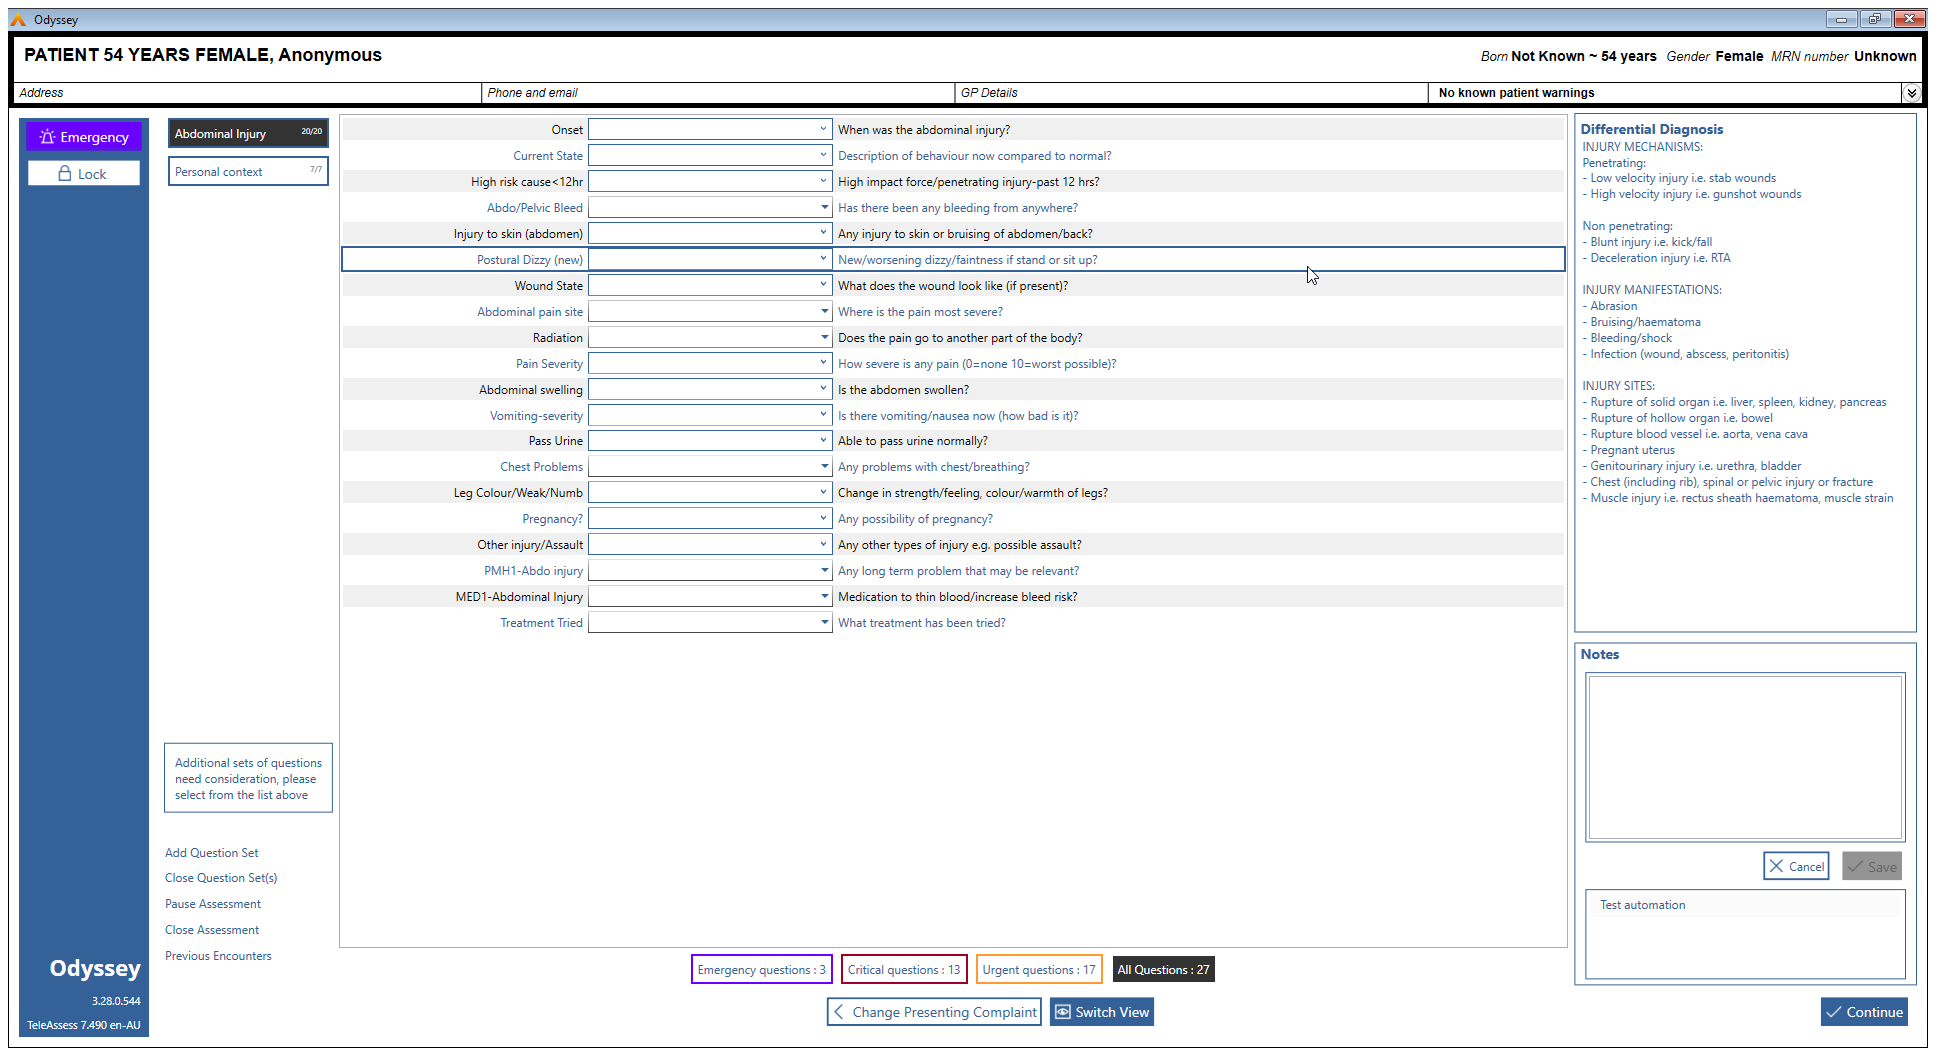 Odyssey
PATIENT 54 YEARS FEMALE, Anonymous
Born Not Known ~ 54 years Gender Female MRN number Unknown
Address
Phone and email
GP Details
No known patient warnings
Emergency
Lock
Abdominal Injury 20/20
Personal context 7/7
Onset When was the abdominal injury?
Current State Description of behaviour now compared to normal?
High risk cause<12hr High impact force/penetrating injury-past 12 hrs?
Abdo/Pelvic Bleed Has there been any bleeding from anywhere?
Injury to skin (abdomen) Any injury to skin or bruising of abdomen/back?
Postural Dizzy (new) New/worsening dizzy/faintness if stand or sit up?
Wound State What does the wound look like (if present)?
Abdominal pain site Where is the pain most severe?
Radiation Does the pain go to another part of the body?
Pain Severity How severe is any pain (0=none 10=worst possible)?
Abdominal swelling Is the abdomen swollen?
Vomiting-severity Is there vomiting/nausea now (how bad is it)?
Pass Urine Able to pass urine normally?
Chest Problems Any problems with chest/breathing?
Leg Colour/Weak/Numb Change in strength/feeling, colour/warmth of legs?
Pregnancy? Any possibility of pregnancy?
Other injury/Assault Any other types of injury e.g. possible assault?
PMH1-Abdo injury Any long term problem that may be relevant?
MED1-Abdominal Injury Medication to thin blood/increase bleed risk?
Treatment Tried What treatment has been tried?
Differential Diagnosis
INJURY MECHANISMS:
Penetrating:
- Low velocity injury i.e. stab wounds
- High velocity injury i.e. gunshot wounds
Non penetrating:
- Blunt injury i.e. kick/fall
- Deceleration injury i.e. RTA
INJURY MANIFESTATIONS:
- Abrasion
- Bruising/haematoma
- Bleeding/shock
- Infection (wound, abscess, peritonitis)
INJURY SITES:
- Rupture of solid organ i.e. liver, spleen, kidney, pancreas
- Rupture of hollow organ i.e. bowel
- Rupture blood vessel i.e. aorta, vena cava
- Pregnant uterus
- Genitourinary injury i.e. urethra, bladder
- Chest (including rib), spinal or pelvic injury or fracture
- Muscle injury i.e. rectus sheath haematoma, muscle strain
Notes
Cancel
Save
Test automation
Additional sets of questions
need consideration, please
select from the list above
Add Question Set
Close Question Set(s)
Pause Assessment
Close Assessment
Previous Encounters
Odyssey
3.28.0.544
TeleAssess 7.490 en-AU
Emergency questions : 3
Critical questions : 13
Urgent questions : 17
All Questions : 27
Change Presenting Complaint
Switch View
Continue